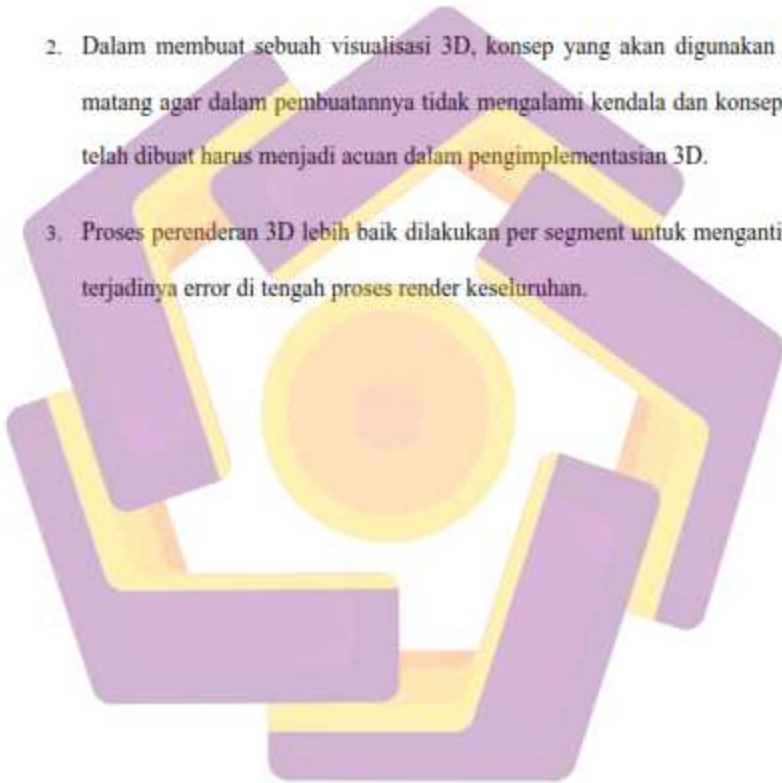 2. Dalam membuat sebuah visualisasi 3D, konsep yang akan digunakan
matang agar dalam pembuatannya tidak mengalami kendala dan konsep
telah dibuat harus menjadi acuan dalam pengimplementasian 3D.
3. Proses perenderan 3D lebih baik dilakukan per segment untuk menganti
terjadinya error di tengah proses render keseluruhan.